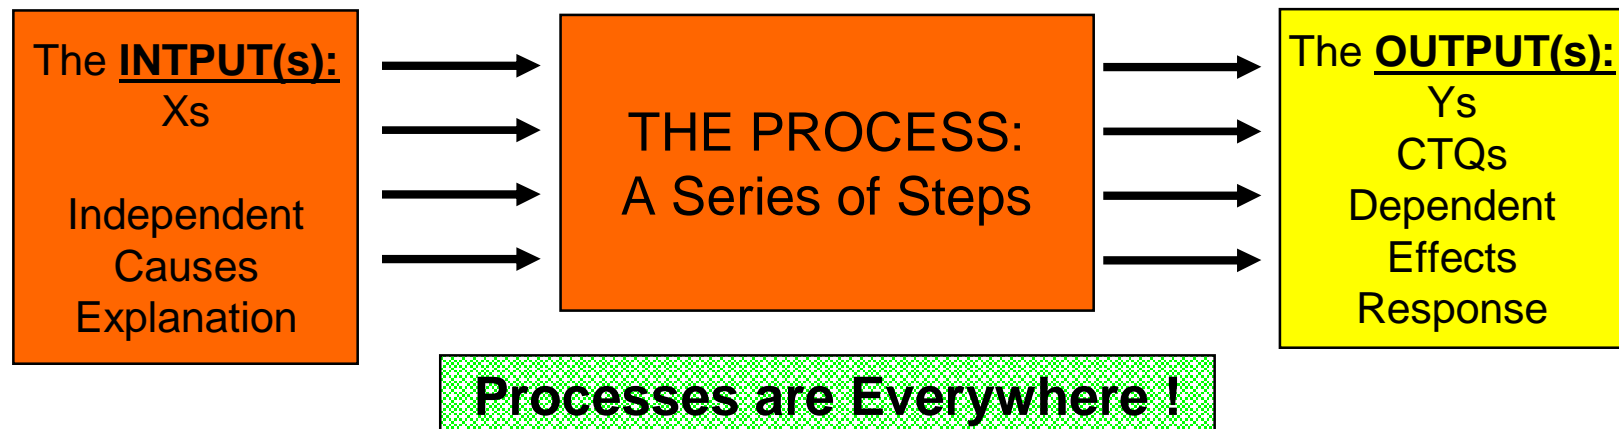 The INTPUT(s):
Xs
Independent
Causes
Explanation
THE PROCESS:
A Series of Steps
The OUTPUT(s):
Ys
CTQs
Dependent
Effects
Response
Processes are Everywhere !